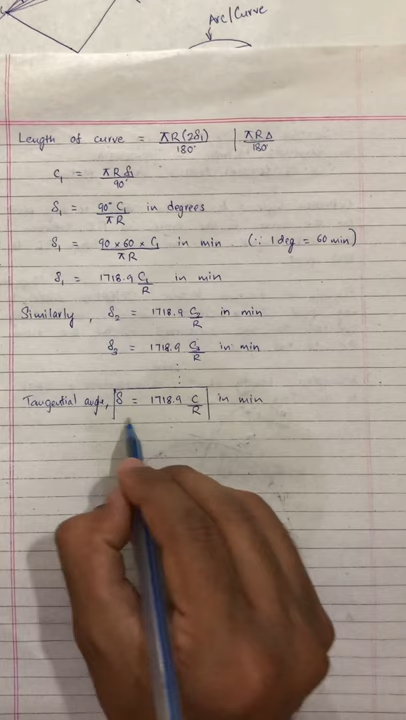 Arc/Curve
Length of curve = πR(2δ₁)/180° | πRΔ/180°
C₁ = πRδ₁/90°
δ₁ = 90° C₁/πR in degrees
δ₁ = 90 × 60 × C₁/πR in min (∵ 1 deg = 60 min)
δ₁ = 1718.9 C₁/R in min
Similarly, δ₂ = 1718.9 C₂/R in min
δ₃ = 1718.9 C₃/R in min
⋮
Tangential angle, δ = 1718.9 C/R in min